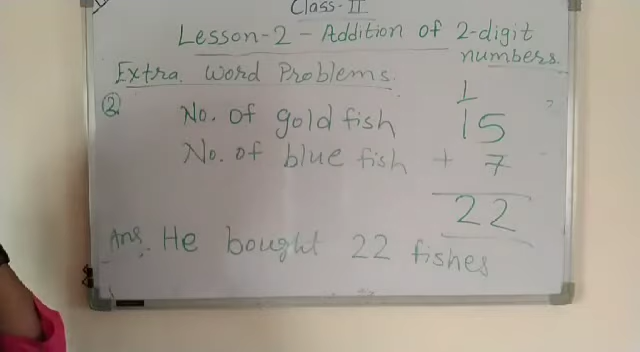 Class-II
Lesson-2 - Addition of 2-digit
numbers.
Extra Word Problems.
1
② No. of gold fish 15
No. of blue fish + 7
22
Ans. He bought 22 fishes